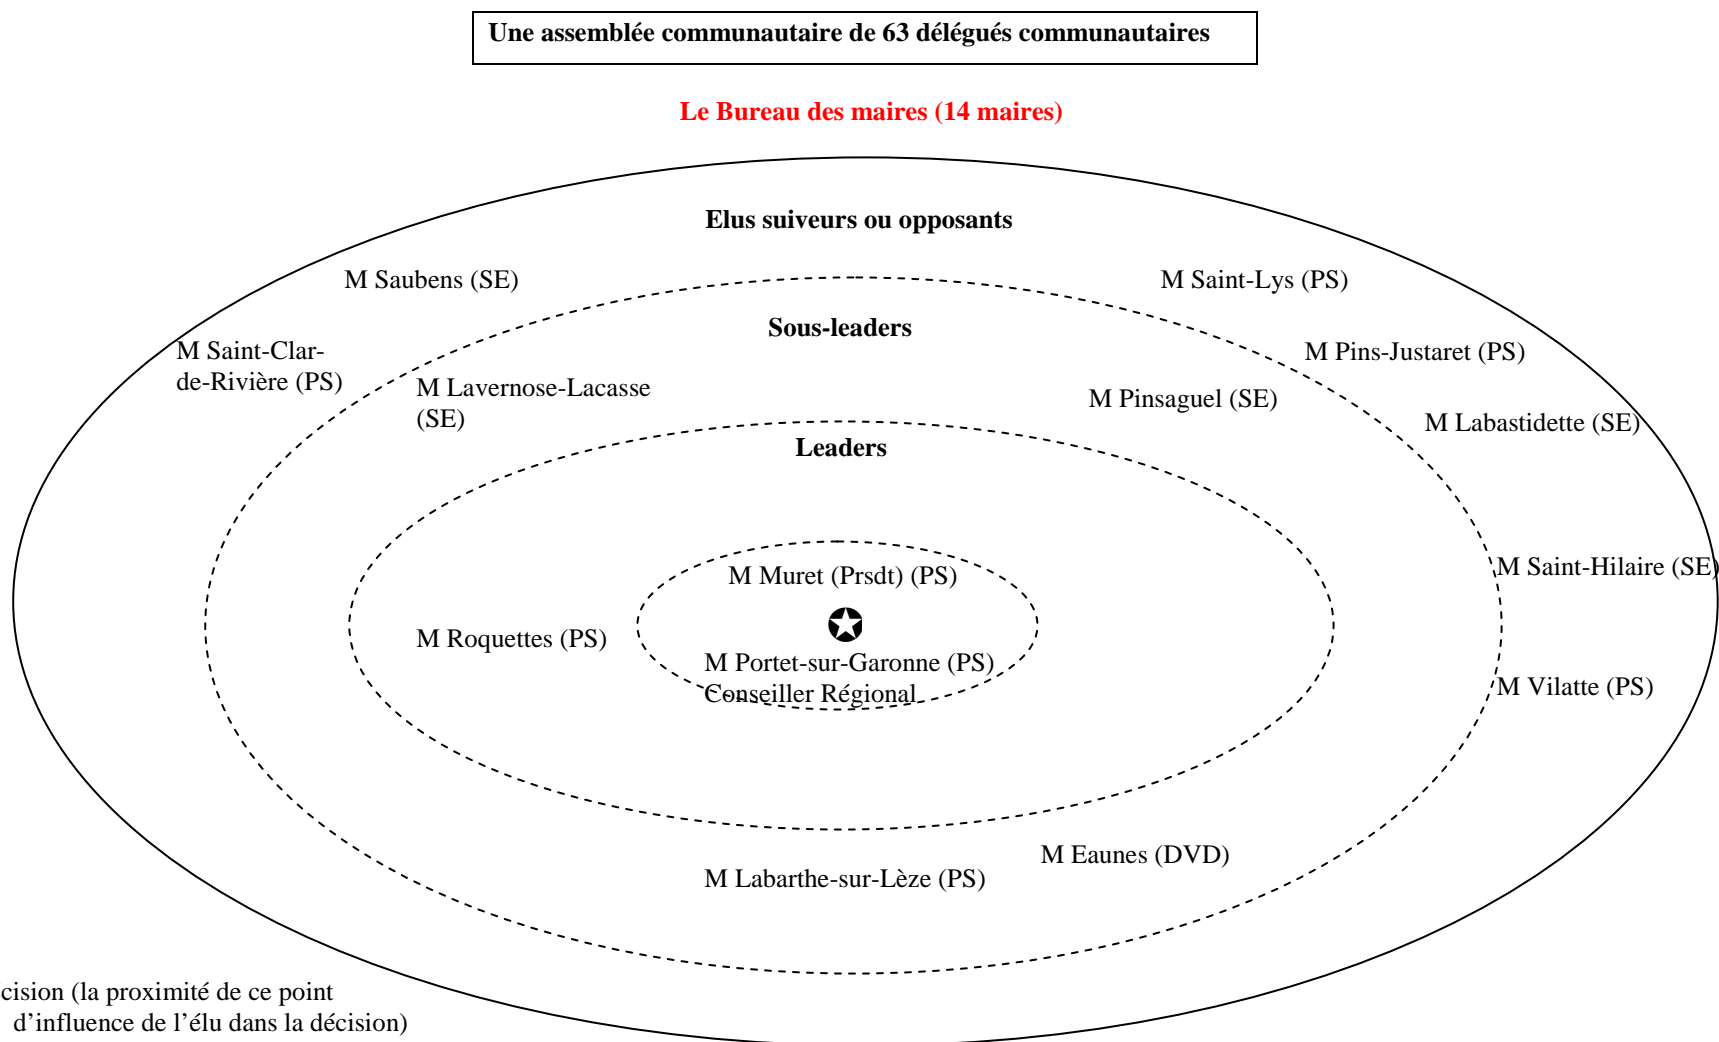 Une assemblée communautaire de 63 délégués communautaires
Le Bureau des maires (14 maires)
Elus suiveurs ou opposants
M Saubens (SE)
M Saint-Lys (PS)
Sous-leaders
M Saint-Clar-
de-Rivière (PS)
M Pins-Justaret (PS)
M Lavernose-Lacasse
(SE)
M Pinsaguel (SE)
M Labastidette (SE)
Leaders
M Saint-Hilaire (SE)
M Muret (Prsdt) (PS)
M Roquettes (PS)
M Portet-sur-Garonne (PS)
Conseiller Régional
M Vilatte (PS)
M Eaunes (DVD)
M Labarthe-sur-Lèze (PS)
cision (la proximité de ce point
d’influence de l’élu dans la décision)